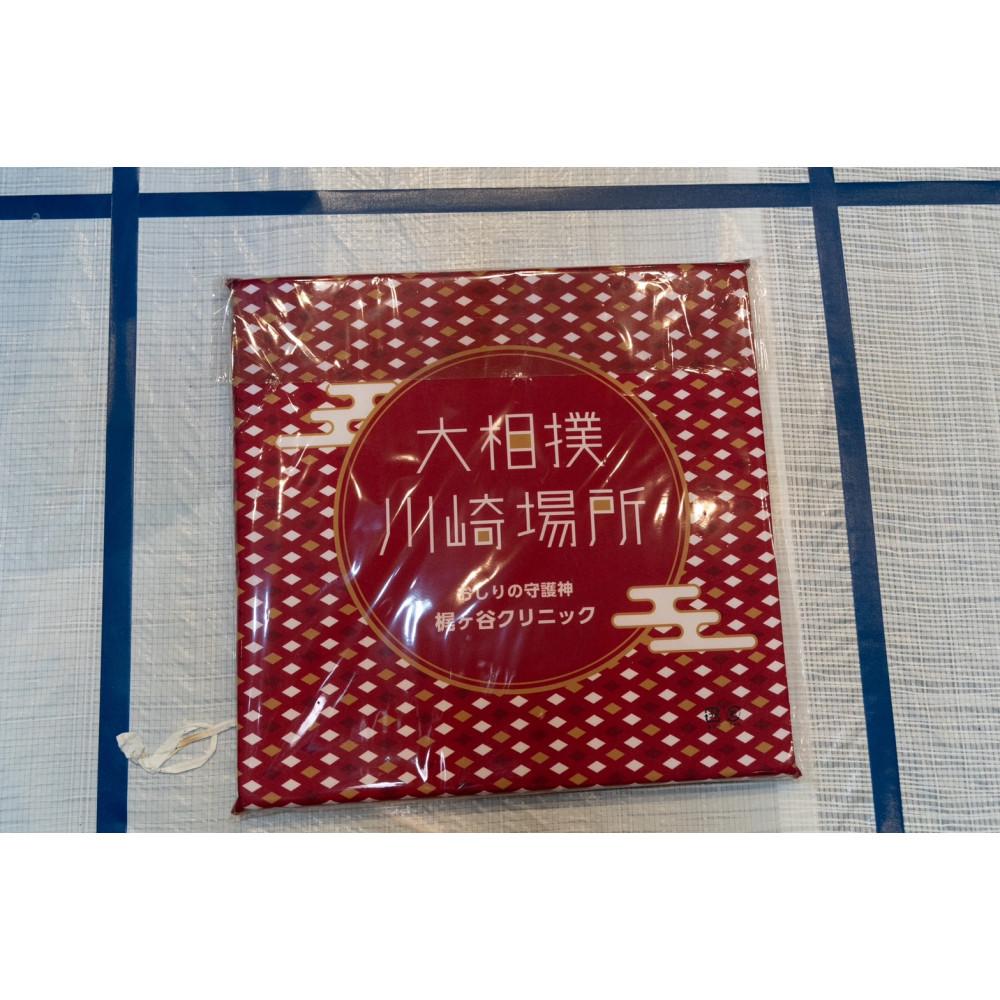 大相撲
川崎場所
おしりの守護神
梶ヶ谷クリニック